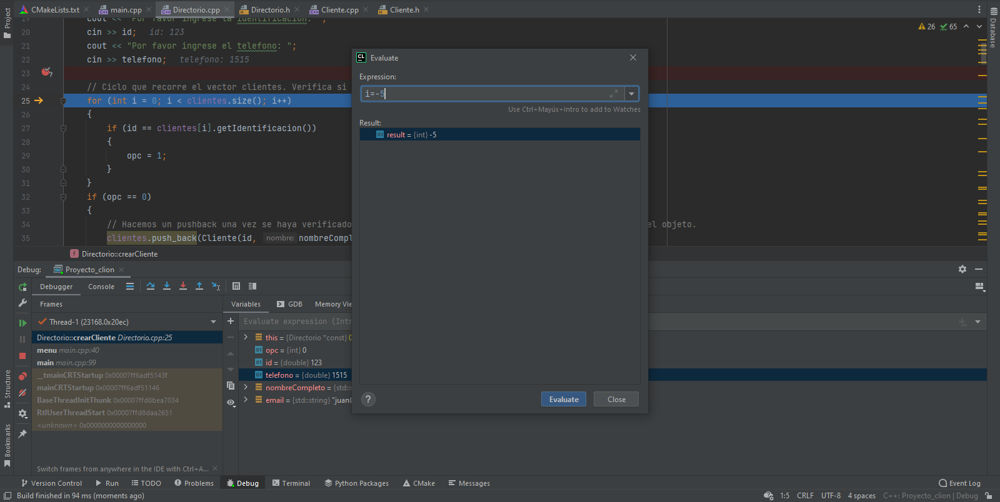 Project
CMakeLists.txt
main.cpp
Directorio.cpp
Directorio.h
Cliente.cpp
Cliente.h
Database
26
65
19 cout << "Por favor ingrese la identificacion: ";
20 cin >> id; id: 123
21 cout << "Por favor ingrese el telefono: ";
22 cin >> telefono; telefono: 1515
23
24 // Ciclo que recorre el vector clientes. Verifica si
25 for (int i = 0; i < clientes.size(); i++)
26 {
27 if (id == clientes[i].getIdentificacion())
28 {
29 opc = 1;
30 }
31 }
32 if (opc == 0)
33 {
34 // Hacemos un pushback una vez se haya verificado el objeto.
35 clientes.push_back(Cliente(id, nombre: nombreCompl
Directorio::crearCliente
CL Evaluate
Expression:
i=-5
Use Ctrl+Mayús+Intro to add to Watches
Result:
result = {int} -5
? Evaluate Close
Debug: Proyecto_clion
Debugger Console
Frames
Thread-1 (23168.0x20ec)
Directorio::crearCliente Directorio.cpp:25
menu main.cpp:40
main main.cpp:99
__tmainCRTStartup 0x00007ff6adf5143f
mainCRTStartup 0x00007ff6adf51146
BaseThreadInitThunk 0x00007ffd8bea7034
RtlUserThreadStart 0x00007ffd8daa2651
<unknown> 0x0000000000000000
Switch frames from anywhere in the IDE with Ctrl+A...
Variables GDB Memory Vie
Evaluate expression (Intr
this = {Directorio *const} 0
opc = {int} 0
id = {double} 123
telefono = {double} 1515
nombreCompleto = {std::s
email = {std::string} "juan@
Structure
Bookmarks
Version Control Run TODO Problems Debug Terminal Python Packages CMake Messages Event Log
Build finished in 94 ms (moments ago) 1:5 CRLF UTF-8 4 spaces C++: Proyecto_clion | Debug